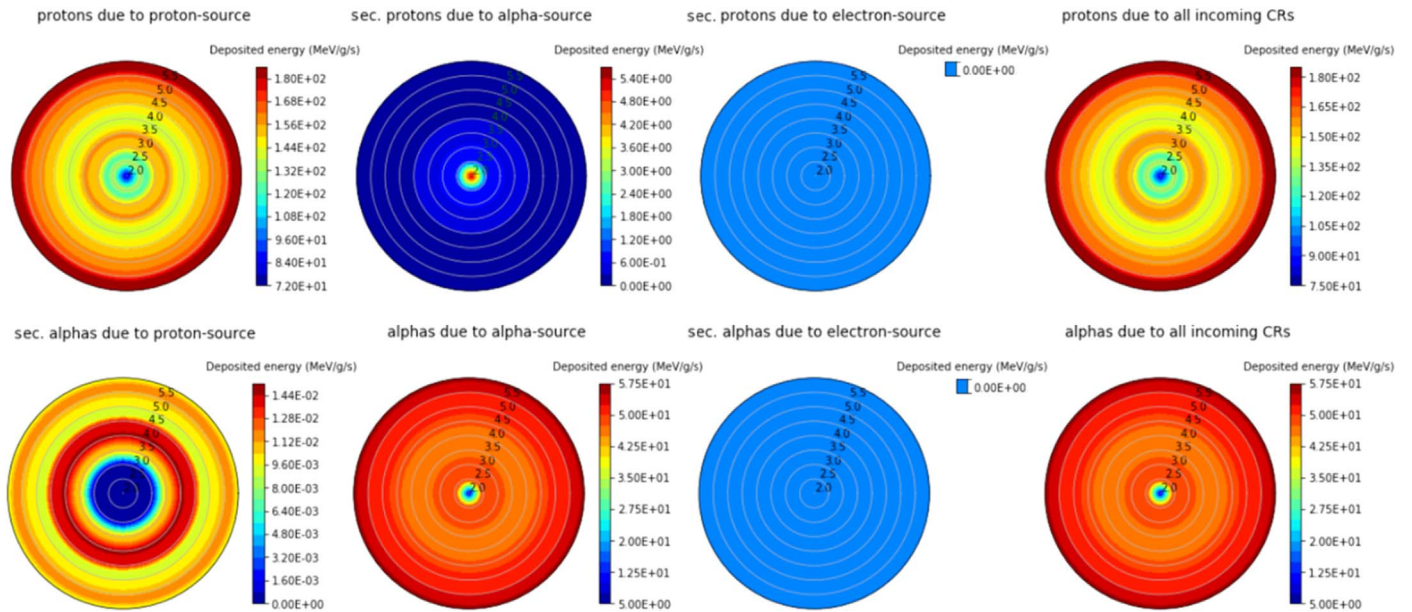 protons due to proton-source
sec. protons due to alpha-source
sec. protons due to electron-source
protons due to all incoming CRs
Deposited energy (MeV/g/s)
5.5
5.0
4.5
4.0
3.5
3.0
2.5
2.0
1.80E+02
1.68E+02
1.56E+02
1.44E+02
1.32E+02
1.20E+02
1.08E+02
9.60E+01
8.40E+01
7.20E+01
Deposited energy (MeV/g/s)
5.5
5.0
4.5
4.0
3.5
3.0
2.5
5.40E+00
4.80E+00
4.20E+00
3.60E+00
3.00E+00
2.40E+00
1.80E+00
1.20E+00
6.00E-01
0.00E+00
Deposited energy (MeV/g/s)
0.00E+00
5.5
5.0
4.5
4.0
3.5
3.0
2.5
2.0
Deposited energy (MeV/g/s)
5.5
5.0
4.5
4.0
3.5
3.0
2.5
2.0
1.80E+02
1.65E+02
1.50E+02
1.35E+02
1.20E+02
1.05E+02
9.00E+01
7.50E+01
sec. alphas due to proton-source
alphas due to alpha-source
sec. alphas due to electron-source
alphas due to all incoming CRs
Deposited energy (MeV/g/s)
5.5
5.0
4.5
4.0
3.5
3.0
1.44E-02
1.28E-02
1.12E-02
9.60E-03
8.00E-03
6.40E-03
4.80E-03
3.20E-03
1.60E-03
0.00E+00
Deposited energy (MeV/g/s)
5.5
5.0
4.5
4.0
3.5
3.0
2.5
2.0
5.75E+01
5.00E+01
4.25E+01
3.50E+01
2.75E+01
2.00E+01
1.25E+01
5.00E+00
Deposited energy (MeV/g/s)
0.00E+00
5.5
5.0
4.5
4.0
3.5
3.0
2.5
2.0
Deposited energy (MeV/g/s)
5.5
5.0
4.5
4.0
3.5
3.0
2.5
2.0
5.75E+01
5.00E+01
4.25E+01
3.50E+01
2.75E+01
2.00E+01
1.25E+01
5.00E+00